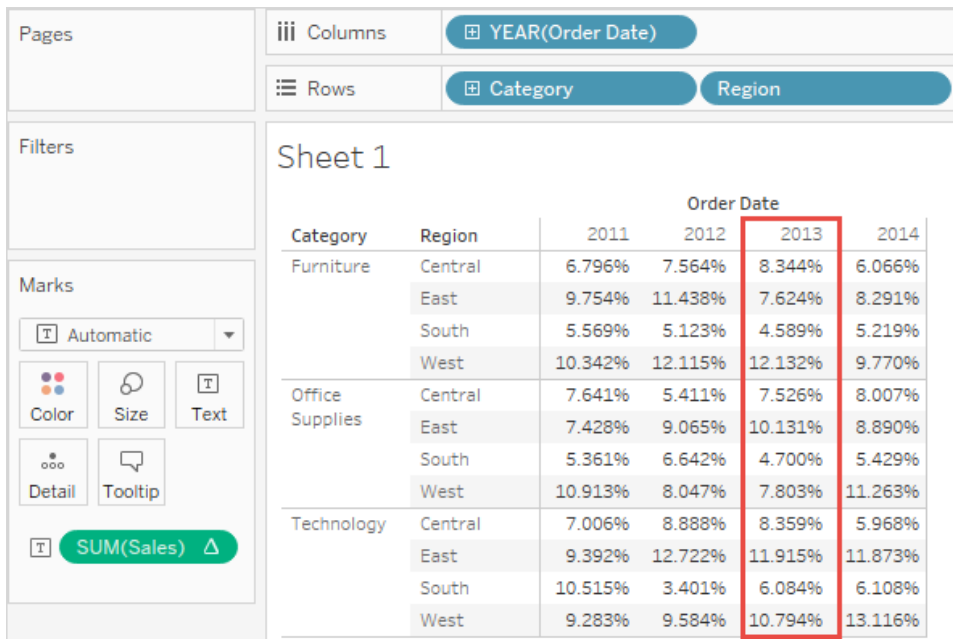 Pages
Columns
YEAR(Order Date)
Rows
Category
Region
Filters
Sheet 1
Order Date
Category Region 2011 2012 2013 2014
Furniture Central 6.796% 7.564% 8.344% 6.066%
East 9.754% 11.438% 7.624% 8.291%
South 5.569% 5.123% 4.589% 5.219%
West 10.342% 12.115% 12.132% 9.770%
Office Supplies Central 7.641% 5.411% 7.526% 8.007%
East 7.428% 9.065% 10.131% 8.890%
South 5.361% 6.642% 4.700% 5.429%
West 10.913% 8.047% 7.803% 11.263%
Technology Central 7.006% 8.888% 8.359% 5.968%
East 9.392% 12.722% 11.915% 11.873%
South 10.515% 3.401% 6.084% 6.108%
West 9.283% 9.584% 10.794% 13.116%
Marks
T Automatic
Color Size T Text
Detail Tooltip
T SUM(Sales) Δ